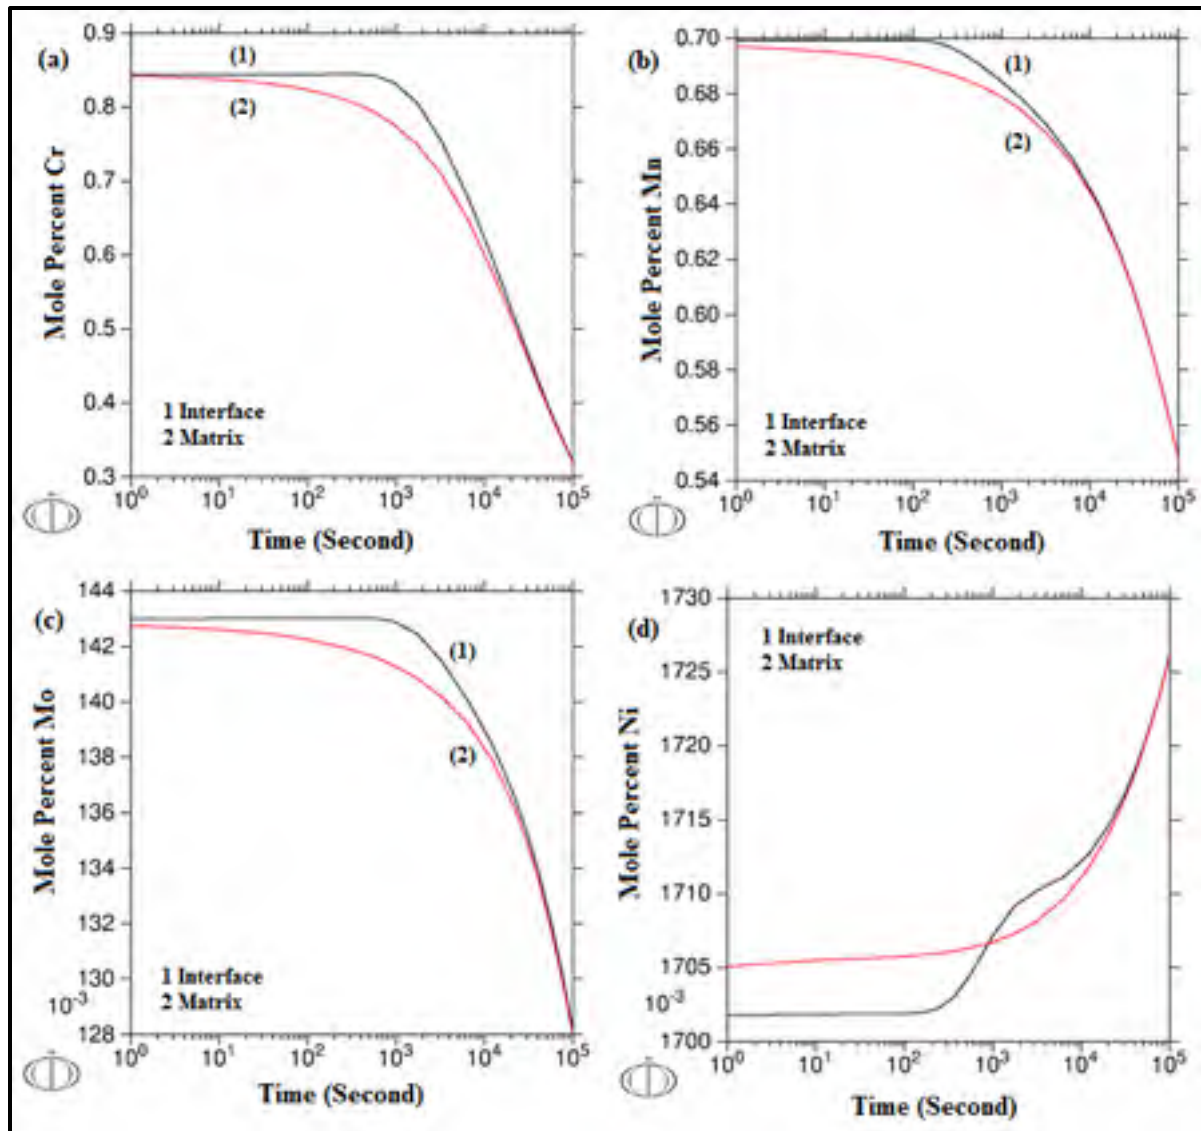 (a)
0.9
0.8
0.7
0.6
0.5
0.4
0.3
Mole Percent Cr
(1)
(2)
1 Interface
2 Matrix
10⁰ 10¹ 10² 10³ 10⁴ 10⁵
Time (Second)
(b)
0.70
0.68
0.66
0.64
0.62
0.60
0.58
0.56
0.54
Mole Percent Mn
(1)
(2)
1 Interface
2 Matrix
10⁰ 10¹ 10² 10³ 10⁴ 10⁵
Time (Second)
(c)
144
142
140
138
136
134
132
130
10⁻³
128
Mole Percent Mo
(1)
(2)
1 Interface
2 Matrix
10⁰ 10¹ 10² 10³ 10⁴ 10⁵
Time (Second)
(d)
1730
1725
1720
1715
1710
1705
10⁻³
1700
Mole Percent Ni
1 Interface
2 Matrix
10⁰ 10¹ 10² 10³ 10⁴ 10⁵
Time (Second)